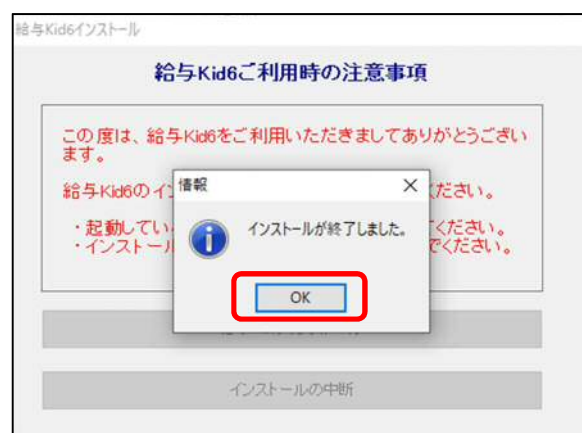 給与Kid6インストール
給与Kid6ご利用時の注意事項
この度は、給与Kid6をご利用いただきましてありがとうござい
ます。
給与Kid6のイ
ください。
・起動してい
てください。
・インストール
でください。
情報
インストールが終了しました。
OK
インストールの中断